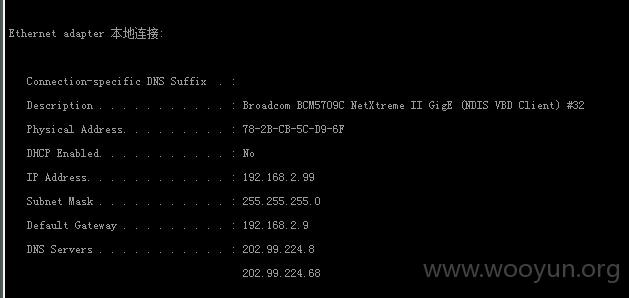 Ethernet adapter 本地连接:
Connection-specific DNS Suffix . :
Description . . . . . . . . . . . : Broadcom BCM5709C NetXtreme II GigE (NDIS VBD Client) #32
Physical Address. . . . . . . . . : 78-2B-CB-5C-D9-6F
DHCP Enabled. . . . . . . . . . . : No
IP Address. . . . . . . . . . . . : 192.168.2.99
Subnet Mask . . . . . . . . . . . : 255.255.255.0
Default Gateway . . . . . . . . . : 192.168.2.9
DNS Servers . . . . . . . . . . . : 202.99.224.8
202.99.224.68
www.wooyun.org